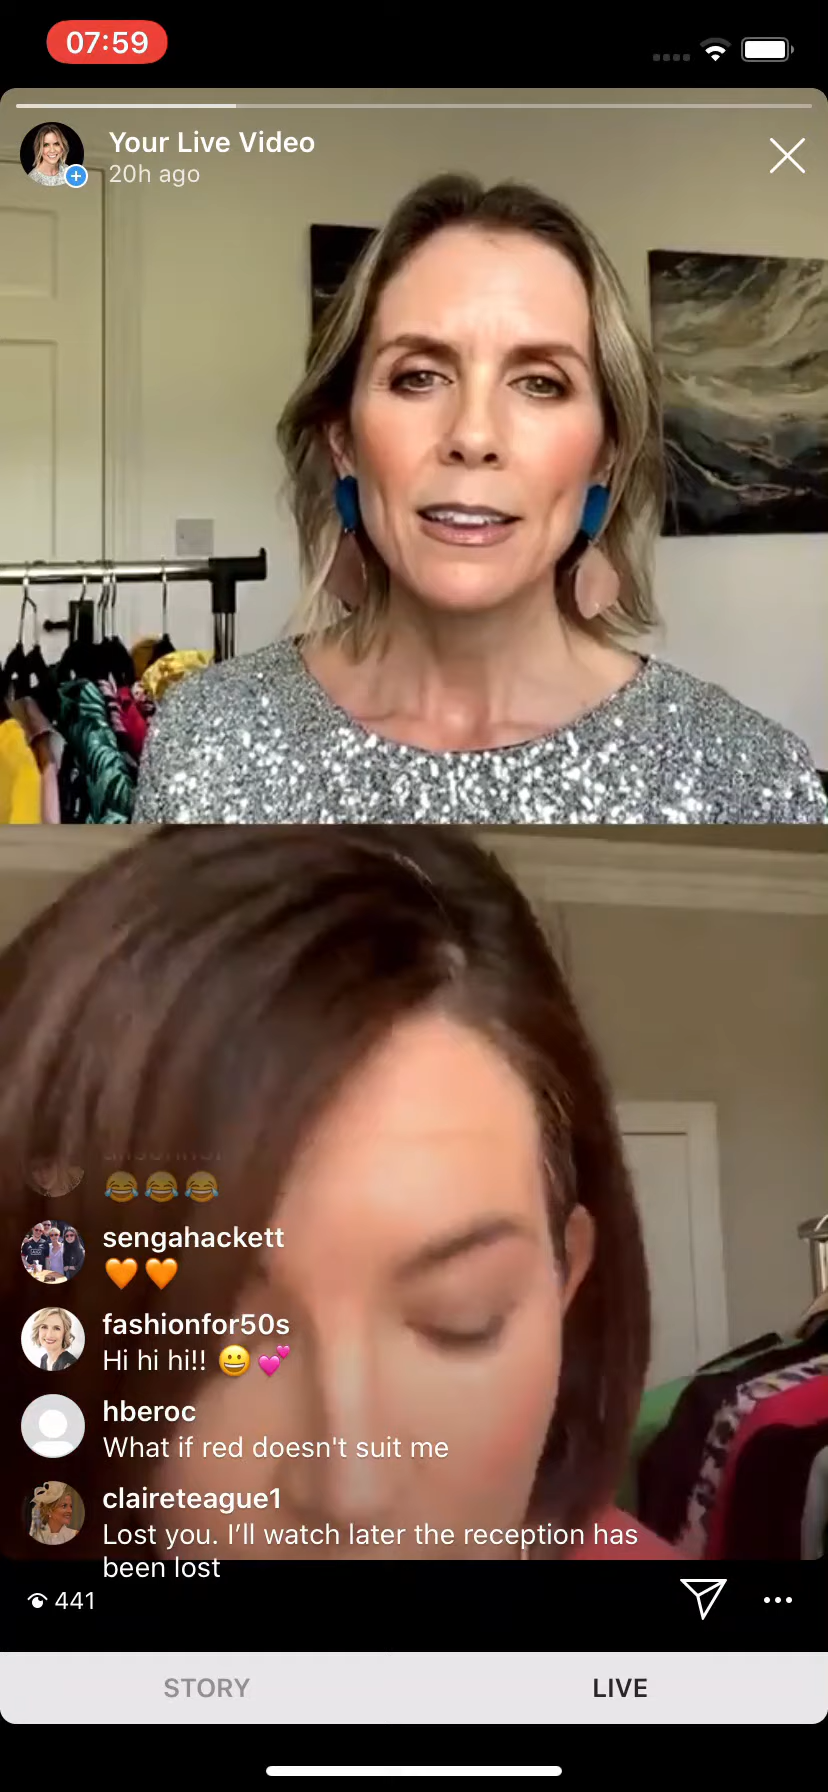 07:59
Your Live Video
20h ago
😂😂😂
sengahackett
🧡🧡
fashionfor50s
Hi hi hi!! 😀💕
hberoc
What if red doesn't suit me
claireteague1
Lost you. I’ll watch later the reception has
been lost
441
STORY
LIVE